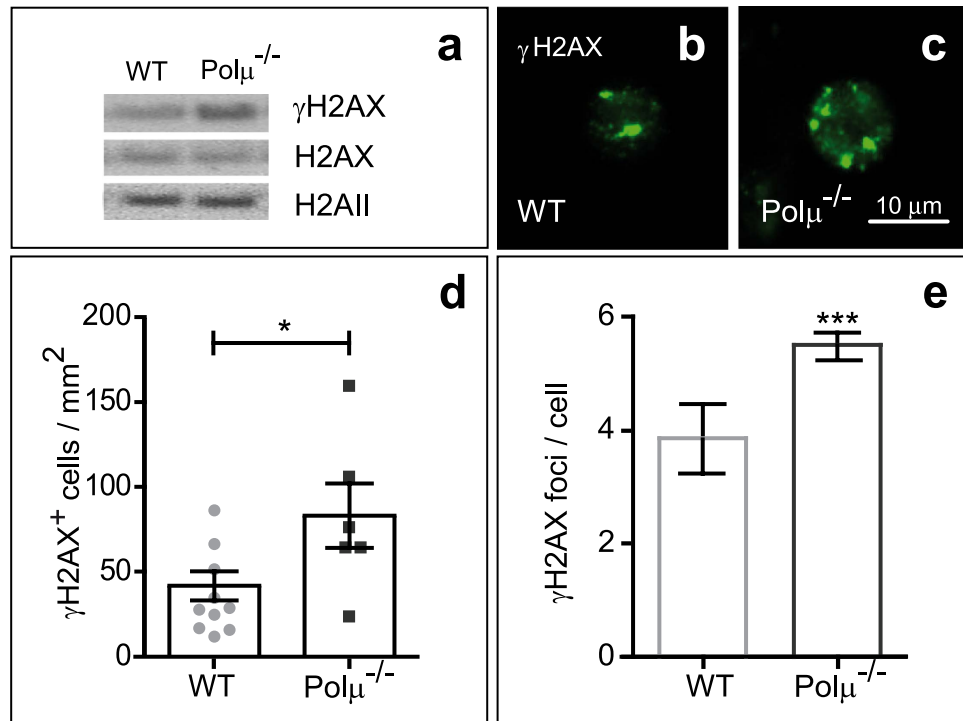 a
WT Polμ-/-
γH2AX
H2AX
H2AII
γH2AX
b
WT
c
Polμ-/-
10 μm
d
γH2AX+ cells / mm2
200
150
100
50
0
*
WT
Polμ-/-
e
γH2AX foci / cell
6
4
2
0
***
WT
Polμ-/-